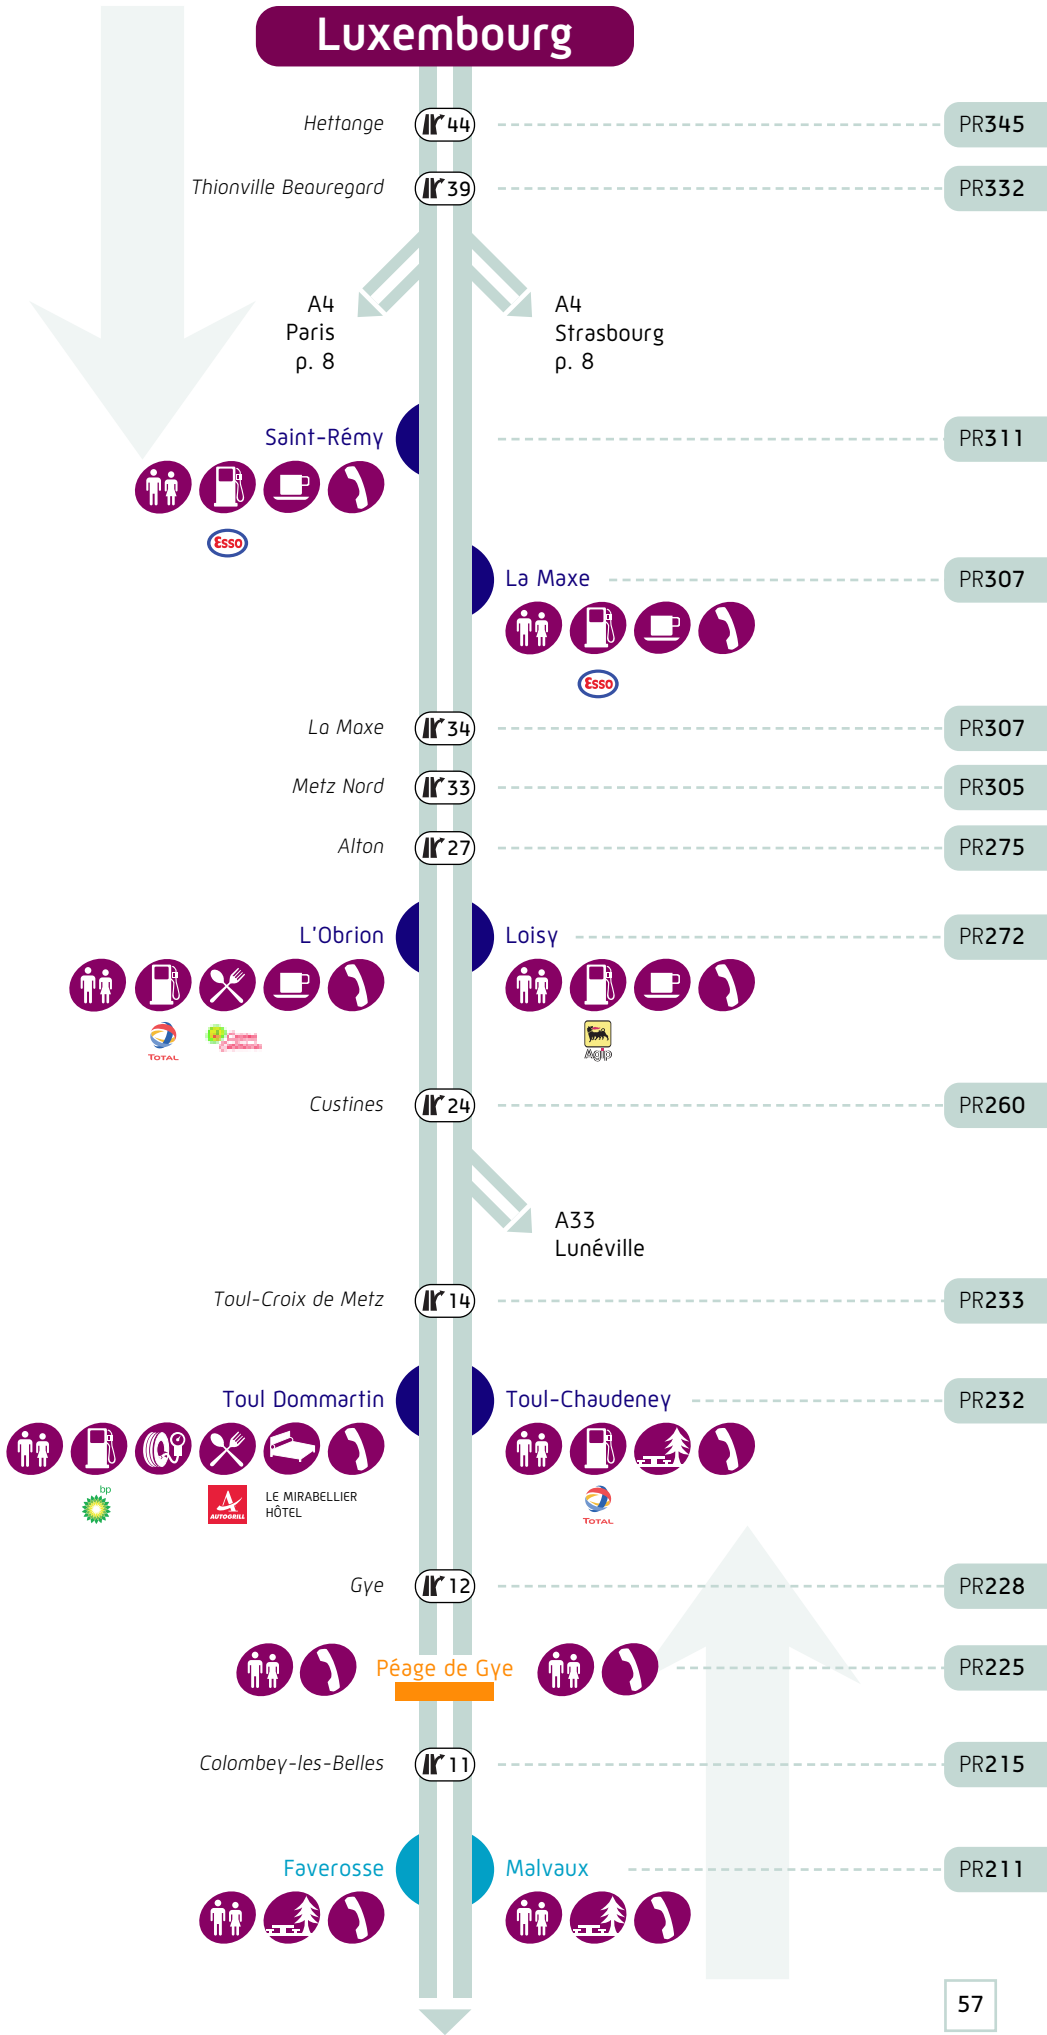 Luxembourg
Hettange
44
PR345
Thionville Beauregard
39
PR332
A4
Paris
p. 8
A4
Strasbourg
p. 8
Saint-Rémy
PR311
Esso
La Maxe
PR307
Esso
La Maxe
34
PR307
Metz Nord
33
PR305
Alton
27
PR275
L'Obrion
Loisy
PR272
TOTAL
Agip
Custines
24
PR260
A33
Lunéville
Toul-Croix de Metz
14
PR233
Toul Dommartin
Toul-Chaudeney
PR232
bp
AUTOGRILL
LE MIRABELLIER
HÔTEL
TOTAL
Gye
12
PR228
Péage de Gye
PR225
Colombey-les-Belles
11
PR215
Faverosse
Malvaux
PR211
57